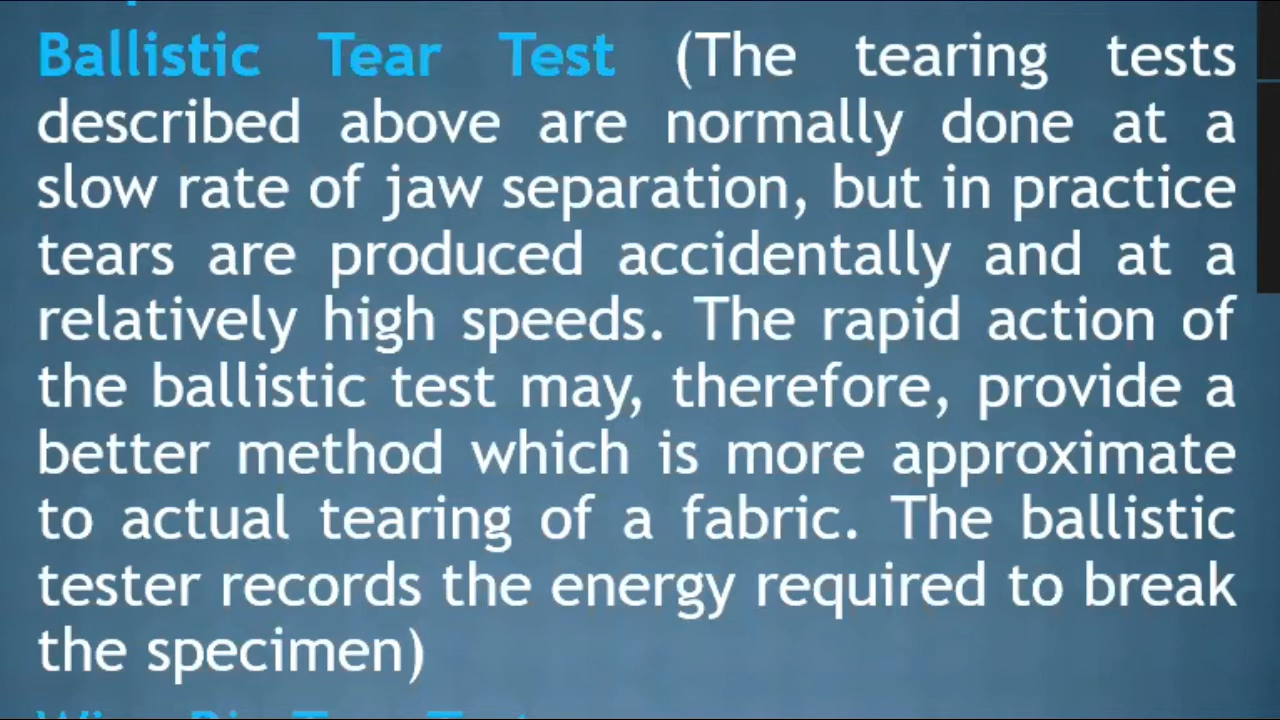 Ballistic Tear Test (The tearing tests
described above are normally done at a
slow rate of jaw separation, but in practice
tears are produced accidentally and at a
relatively high speeds. The rapid action of
the ballistic test may, therefore, provide a
better method which is more approximate
to actual tearing of a fabric. The ballistic
tester records the energy required to break
the specimen)